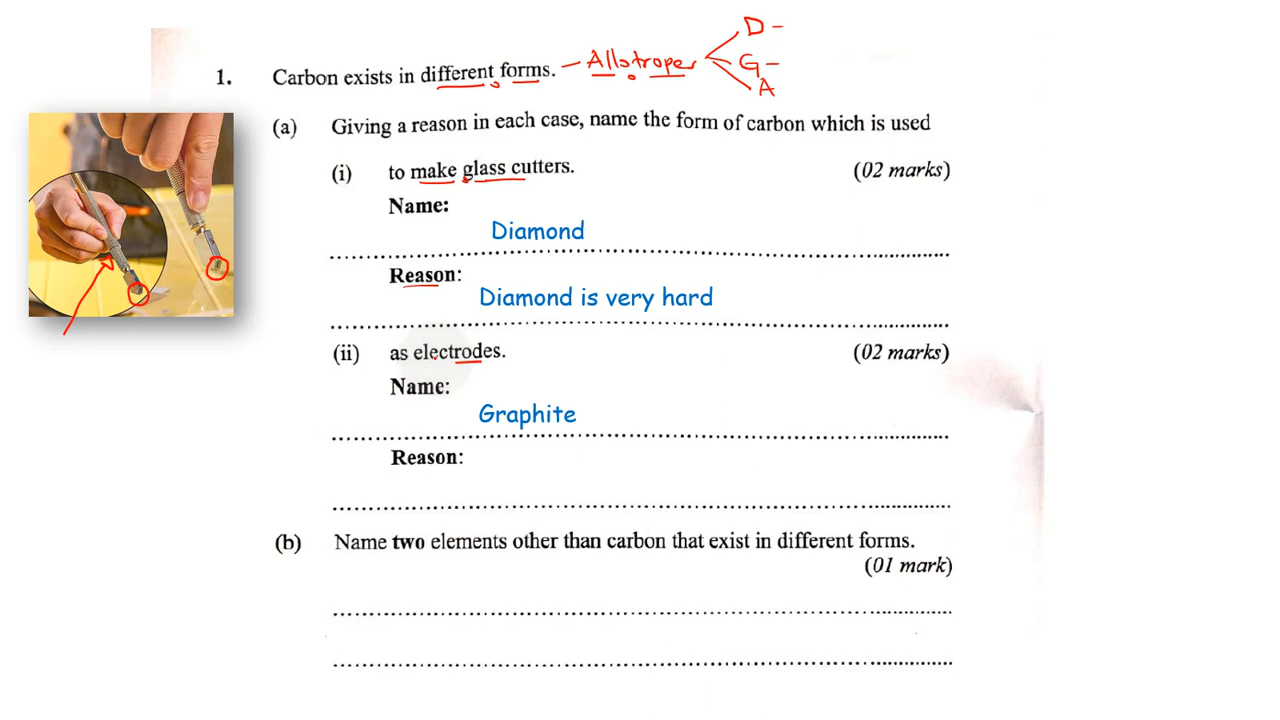 D -
1. Carbon exists in different forms. - Allotroper G -
A
(a) Giving a reason in each case, name the form of carbon which is used
(i) to make glass cutters. (02 marks)
Name:
Diamond
Reason:
Diamond is very hard
(ii) as electrodes. (02 marks)
Name:
Graphite
Reason:
(b) Name two elements other than carbon that exist in different forms.
(01 mark)